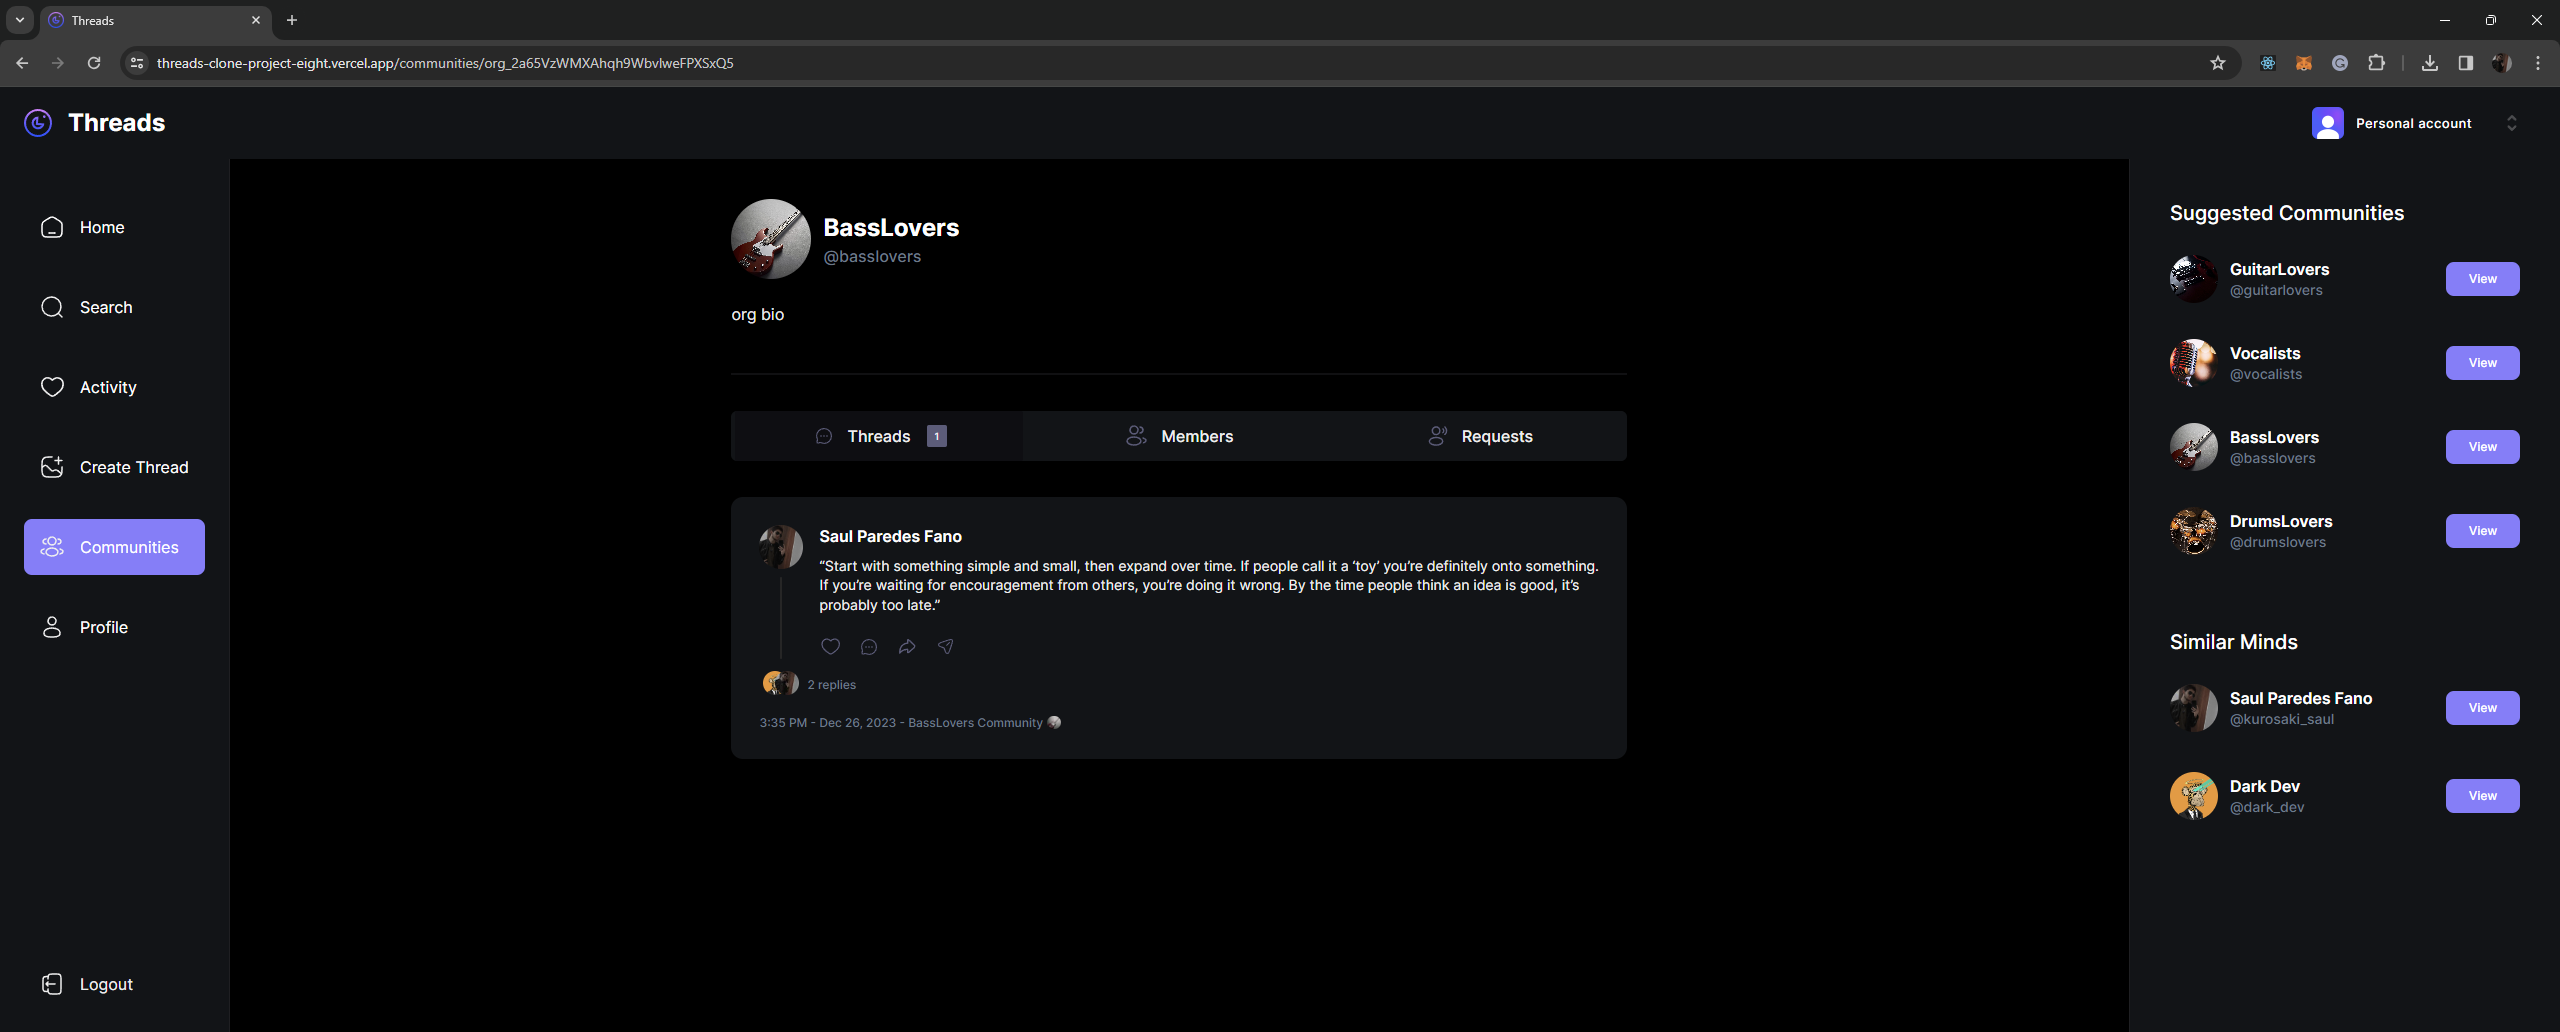 Threads
threads-clone-project-eight.vercel.app/communities/org_2a65VzWMXAhqh9WbvlweFPXSxQ5
Threads
Personal account
Home
Search
Activity
Create Thread
Communities
Profile
Logout
BassLovers
@basslovers
org bio
Threads 1
Members
Requests
Saul Paredes Fano
“Start with something simple and small, then expand over time. If people call it a ‘toy’ you’re definitely onto something.
If you’re waiting for encouragement from others, you’re doing it wrong. By the time people think an idea is good, it’s
probably too late.”
2 replies
3:35 PM - Dec 26, 2023 - BassLovers Community
Suggested Communities
GuitarLovers
@guitarlovers
View
Vocalists
@vocalists
View
BassLovers
@basslovers
View
DrumsLovers
@drumslovers
View
Similar Minds
Saul Paredes Fano
@kurosaki_saul
View
Dark Dev
@dark_dev
View